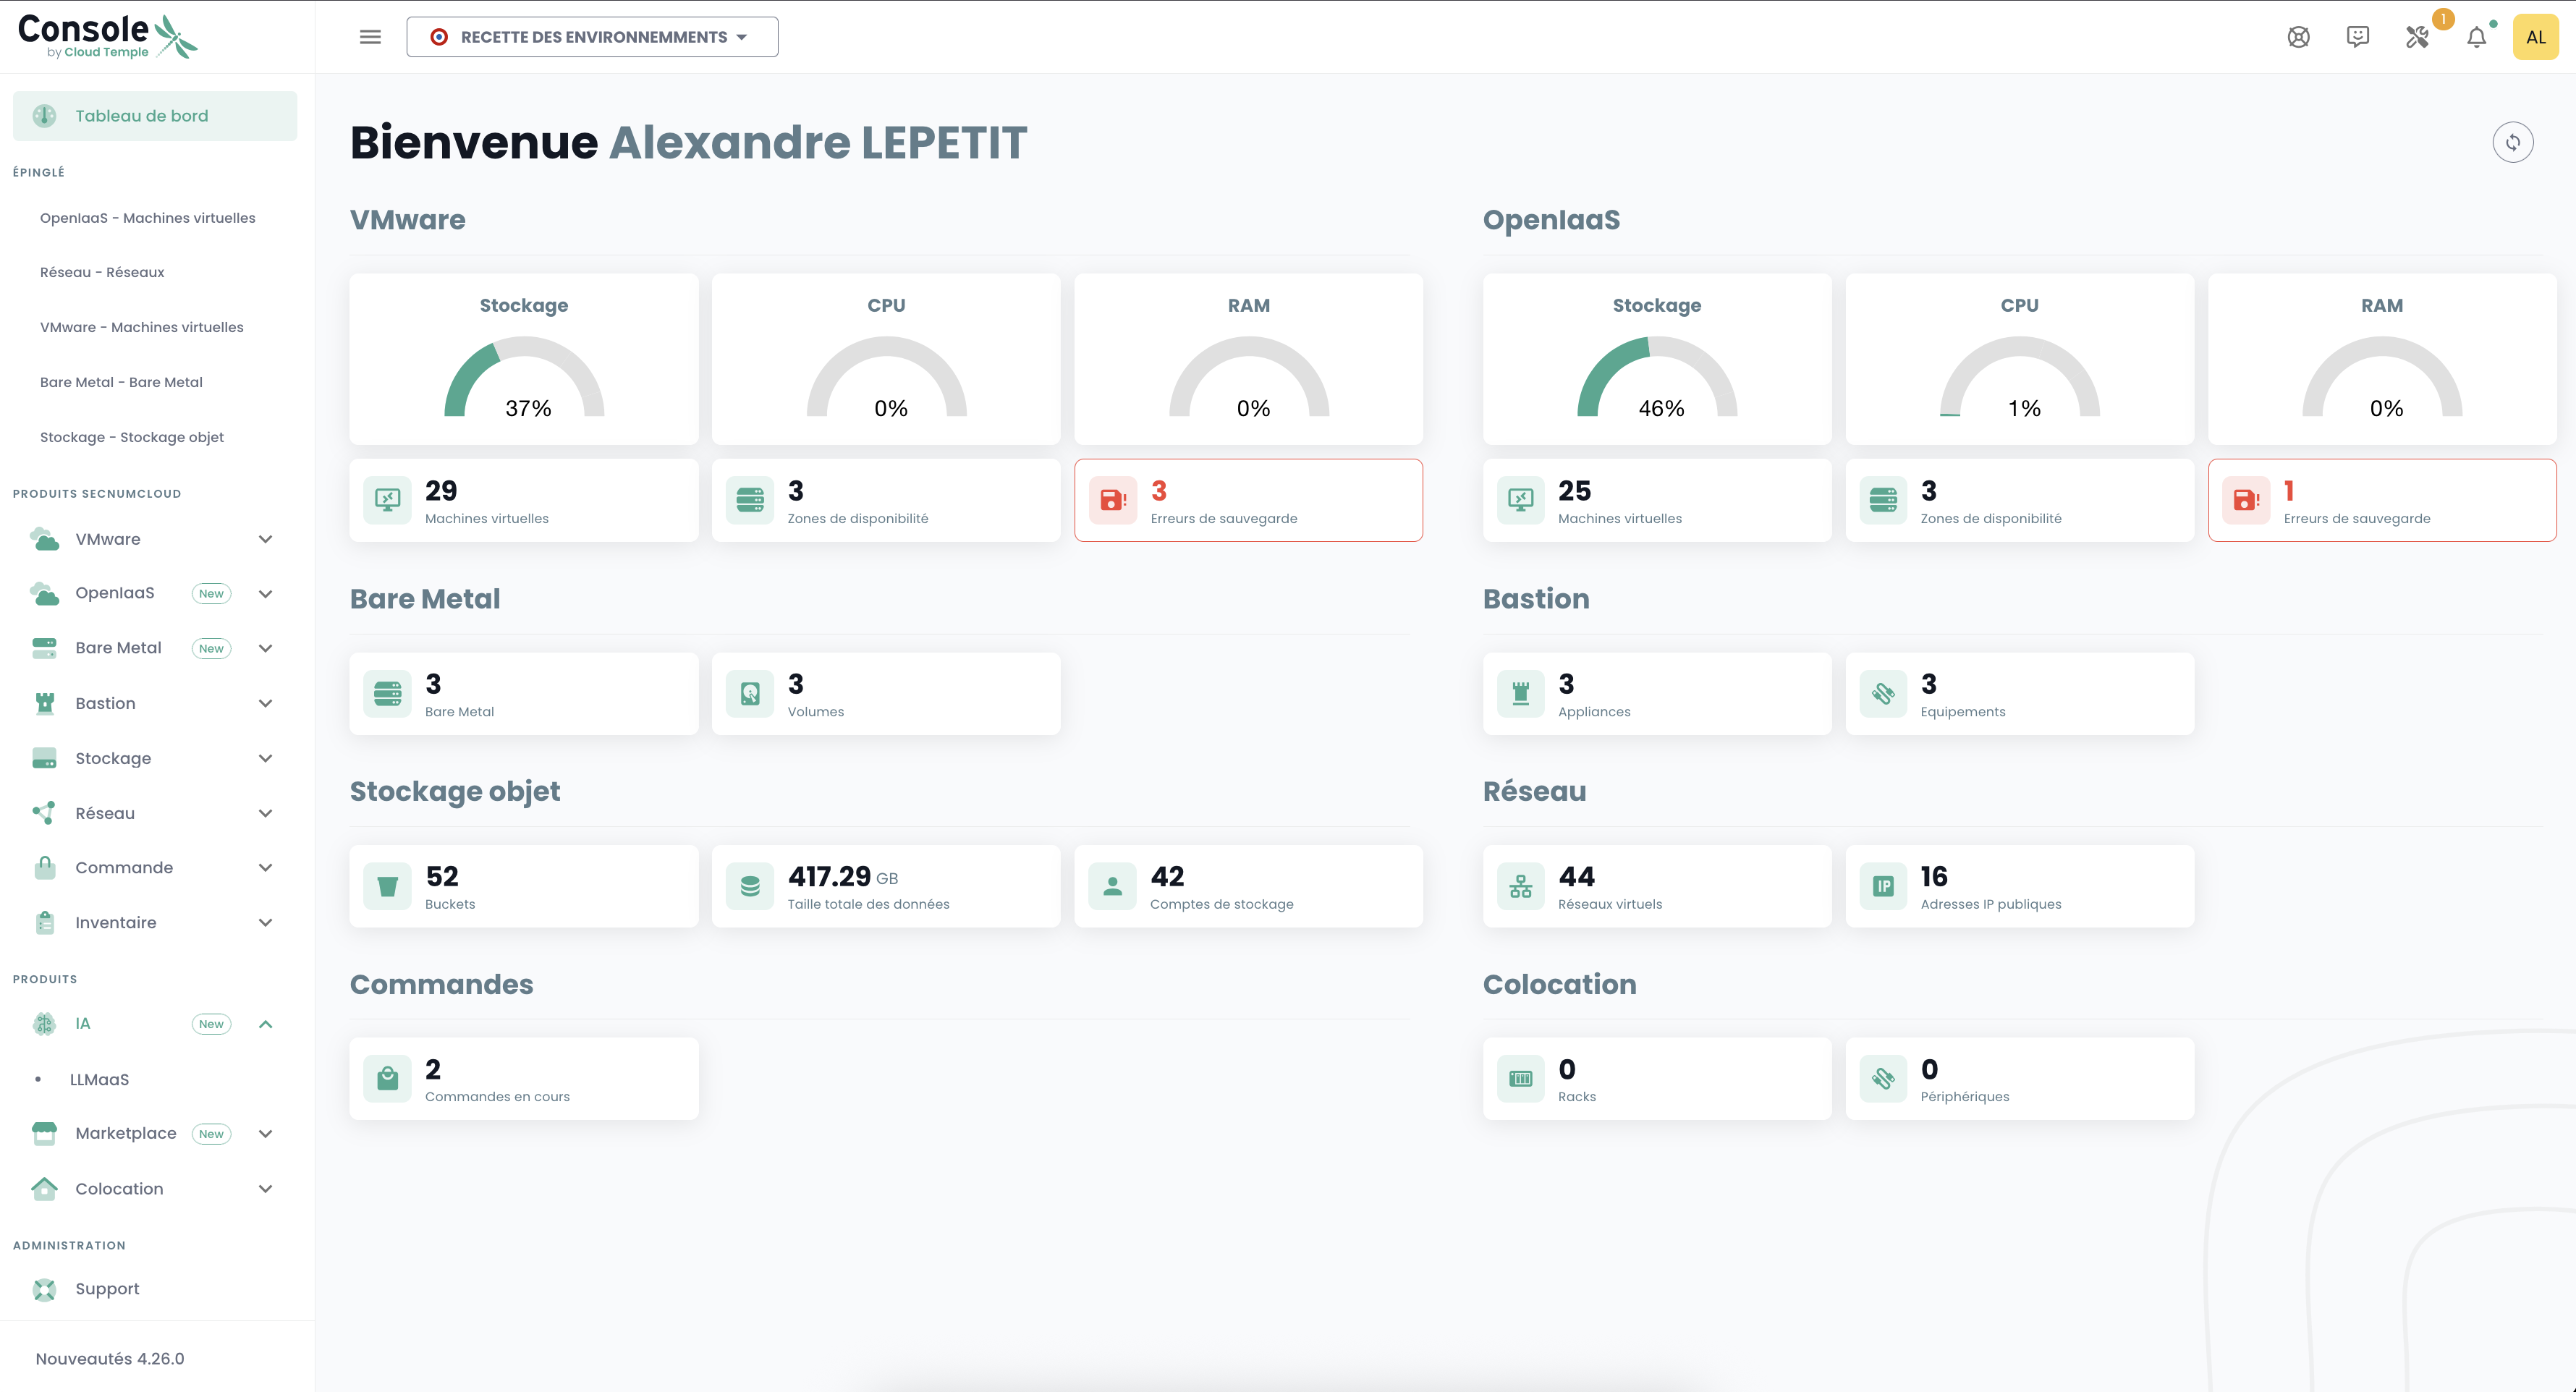 Console
by Cloud Temple
RECETTE DES ENVIRONNEMMENTS
1
AL
Tableau de bord
ÉPINGLÉ
OpenIaaS - Machines virtuelles
Réseau - Réseaux
VMware - Machines virtuelles
Bare Metal - Bare Metal
Stockage - Stockage objet
PRODUITS SECNUMCLOUD
VMware
OpenIaaS New
Bare Metal New
Bastion
Stockage
Réseau
Commande
Inventaire
PRODUITS
IA New
LLMaaS
Marketplace New
Colocation
ADMINISTRATION
Support
Nouveautés 4.26.0
Bienvenue Alexandre LEPETIT
VMware
Stockage
37%
CPU
0%
RAM
0%
29
Machines virtuelles
3
Zones de disponibilité
3
Erreurs de sauvegarde
OpenIaaS
Stockage
46%
CPU
1%
RAM
0%
25
Machines virtuelles
3
Zones de disponibilité
1
Erreurs de sauvegarde
Bare Metal
3
Bare Metal
3
Volumes
Bastion
3
Appliances
3
Equipements
Stockage objet
52
Buckets
417.29 GB
Taille totale des données
42
Comptes de stockage
Réseau
44
Réseaux virtuels
IP
16
Adresses IP publiques
Commandes
2
Commandes en cours
Colocation
0
Racks
0
Périphériques